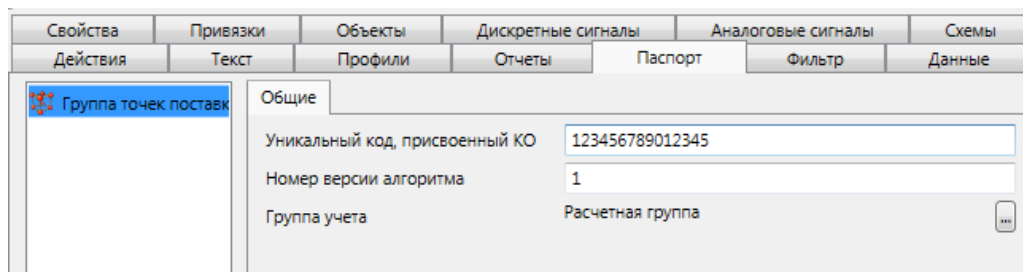 Свойства Привязки Объекты Дискретные сигналы Аналоговые сигналы Схемы
Действия Текст Профили Отчеты Паспорт Фильтр Данные
Группа точек поставк
Общие
Уникальный код, присвоенный КО 123456789012345
Номер версии алгоритма 1
Группа учета Расчетная группа ...